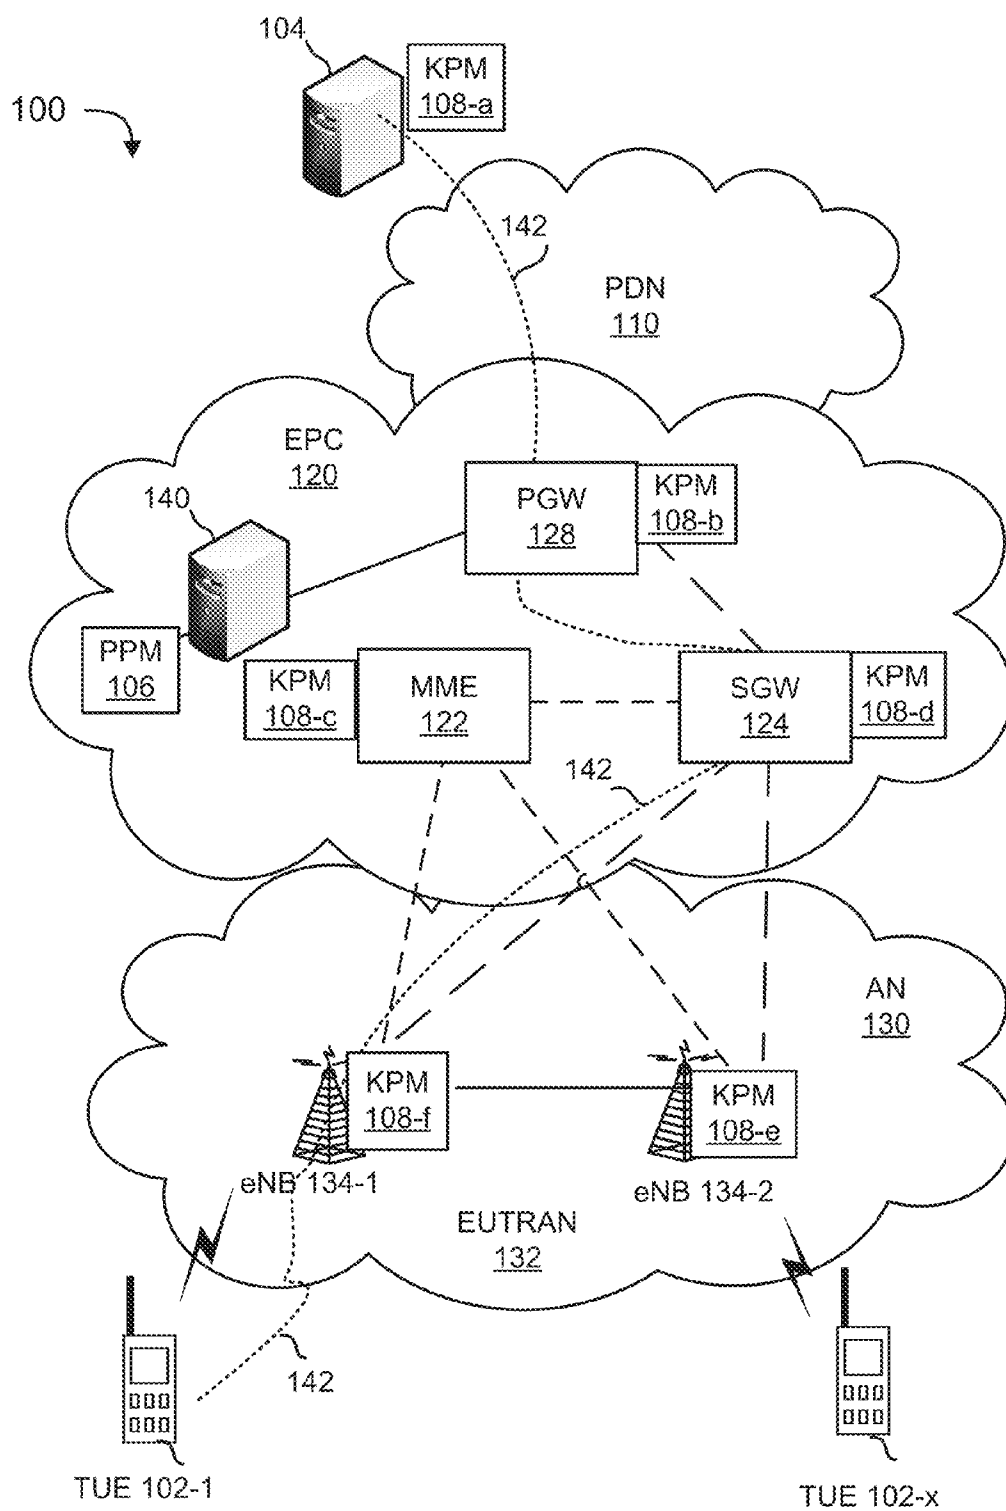 104
KPM
108-a
100
142
PDN
110
EPC
120
140
PGW
128
KPM
108-b
PPM
106
KPM
108-c
MME
122
SGW
124
KPM
108-d
142
AN
130
KPM
108-f
KPM
108-e
eNB 134-1
eNB 134-2
EUTRAN
132
142
TUE 102-1
TUE 102-x